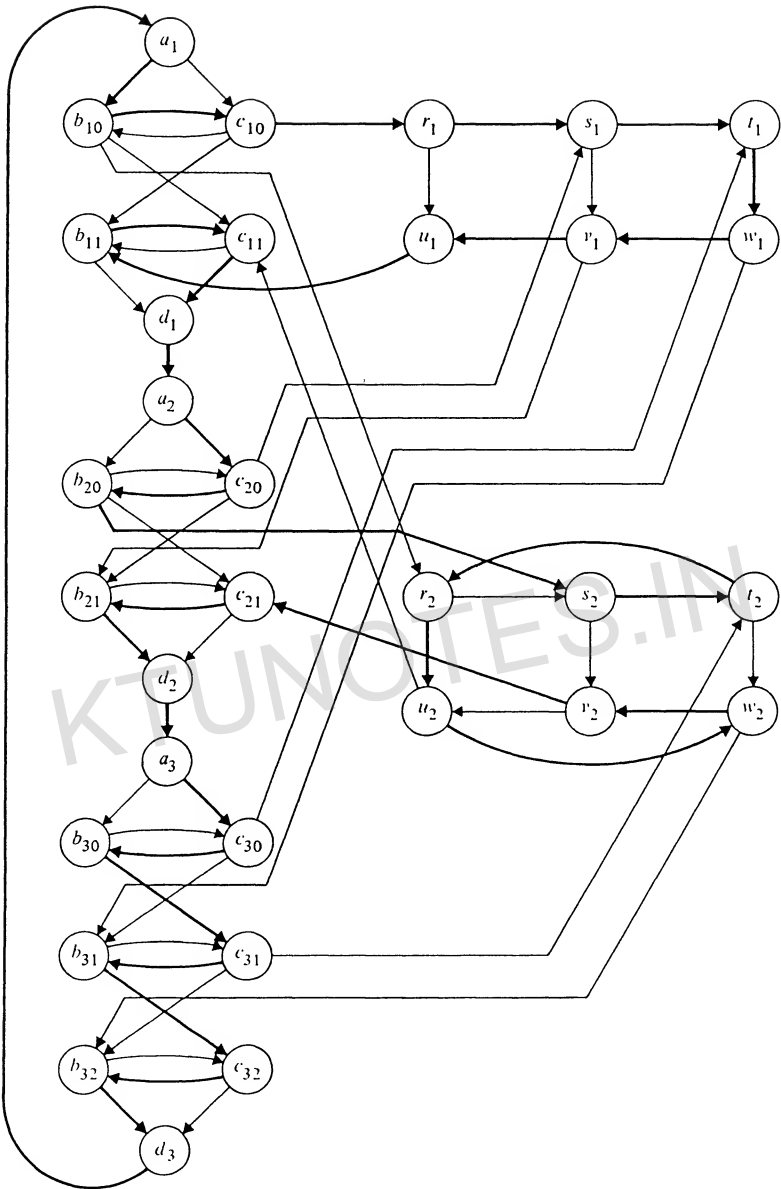 a1
b10 c10 r1 s1 t1
b11 c11 u1 v1 w1
d1
a2
b20 c20
b21 c21 r2 s2 t2
d2 u2 v2 w2
a3
b30 c30
b31 c31
b32 c32
d3
KTUNOTES.IN